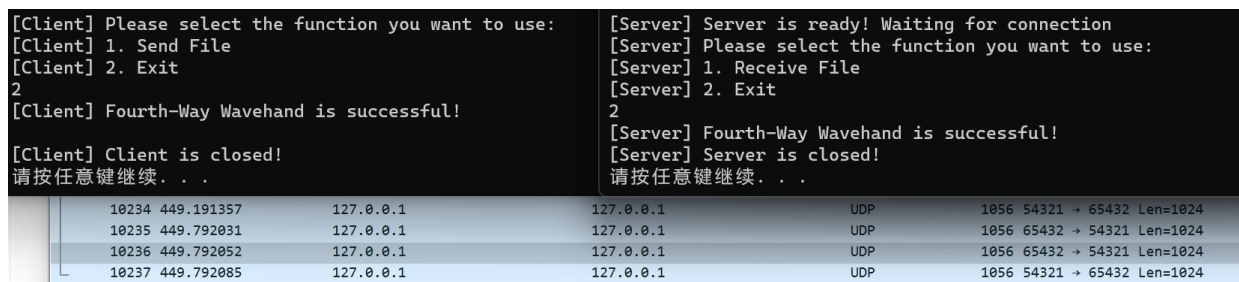 [Client] Please select the function you want to use:
[Client] 1. Send File
[Client] 2. Exit
2
[Client] Fourth-Way Wavehand is successful!
[Client] Client is closed!
请按任意键继续. . .
[Server] Server is ready! Waiting for connection
[Server] Please select the function you want to use:
[Server] 1. Receive File
[Server] 2. Exit
2
[Server] Fourth-Way Wavehand is successful!
[Server] Server is closed!
请按任意键继续. . .
10234 449.191357 127.0.0.1 127.0.0.1 UDP 1056 54321 → 65432 Len=1024
10235 449.792031 127.0.0.1 127.0.0.1 UDP 1056 65432 → 54321 Len=1024
10236 449.792052 127.0.0.1 127.0.0.1 UDP 1056 65432 → 54321 Len=1024
10237 449.792085 127.0.0.1 127.0.0.1 UDP 1056 54321 → 65432 Len=1024